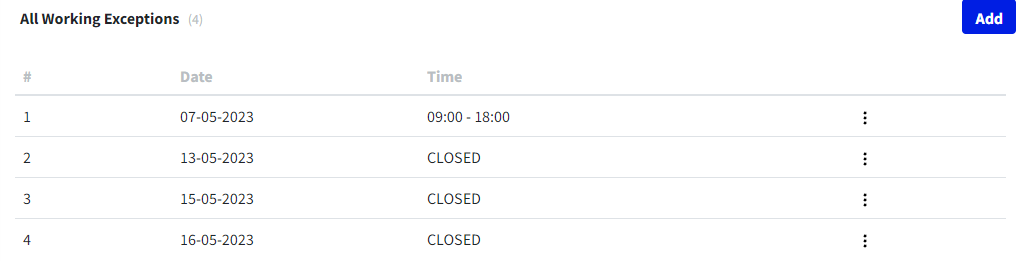 All Working Exceptions (4) Add
# Date Time
1 07-05-2023 09:00 - 18:00
2 13-05-2023 CLOSED
3 15-05-2023 CLOSED
4 16-05-2023 CLOSED